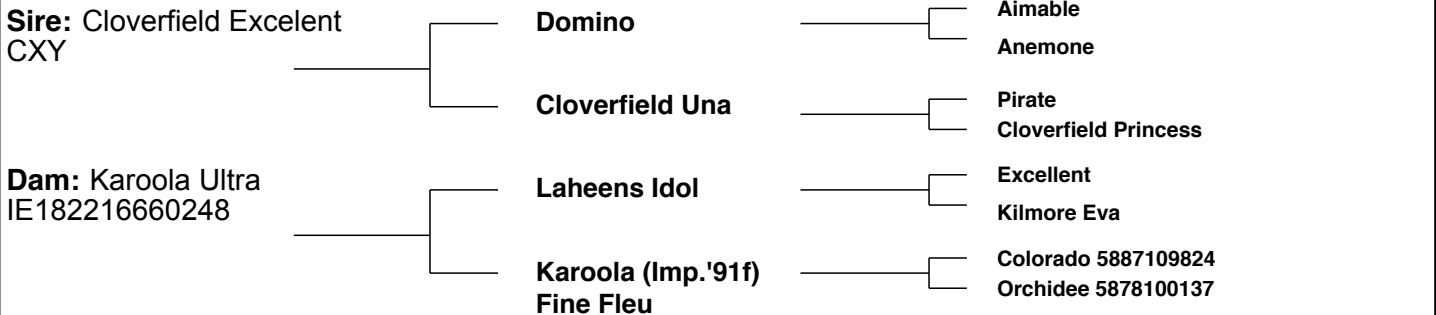 Sire: Cloverfield Excelent
CXY
Domino
Aimable
Anemone
Cloverfield Una
Pirate
Cloverfield Princess
Dam: Karoola Ultra
IE182216660248
Laheens Idol
Excellent
Kilmore Eva
Karoola (Imp.'91f)
Fine Fleu
Colorado 5887109824
Orchidee 5878100137